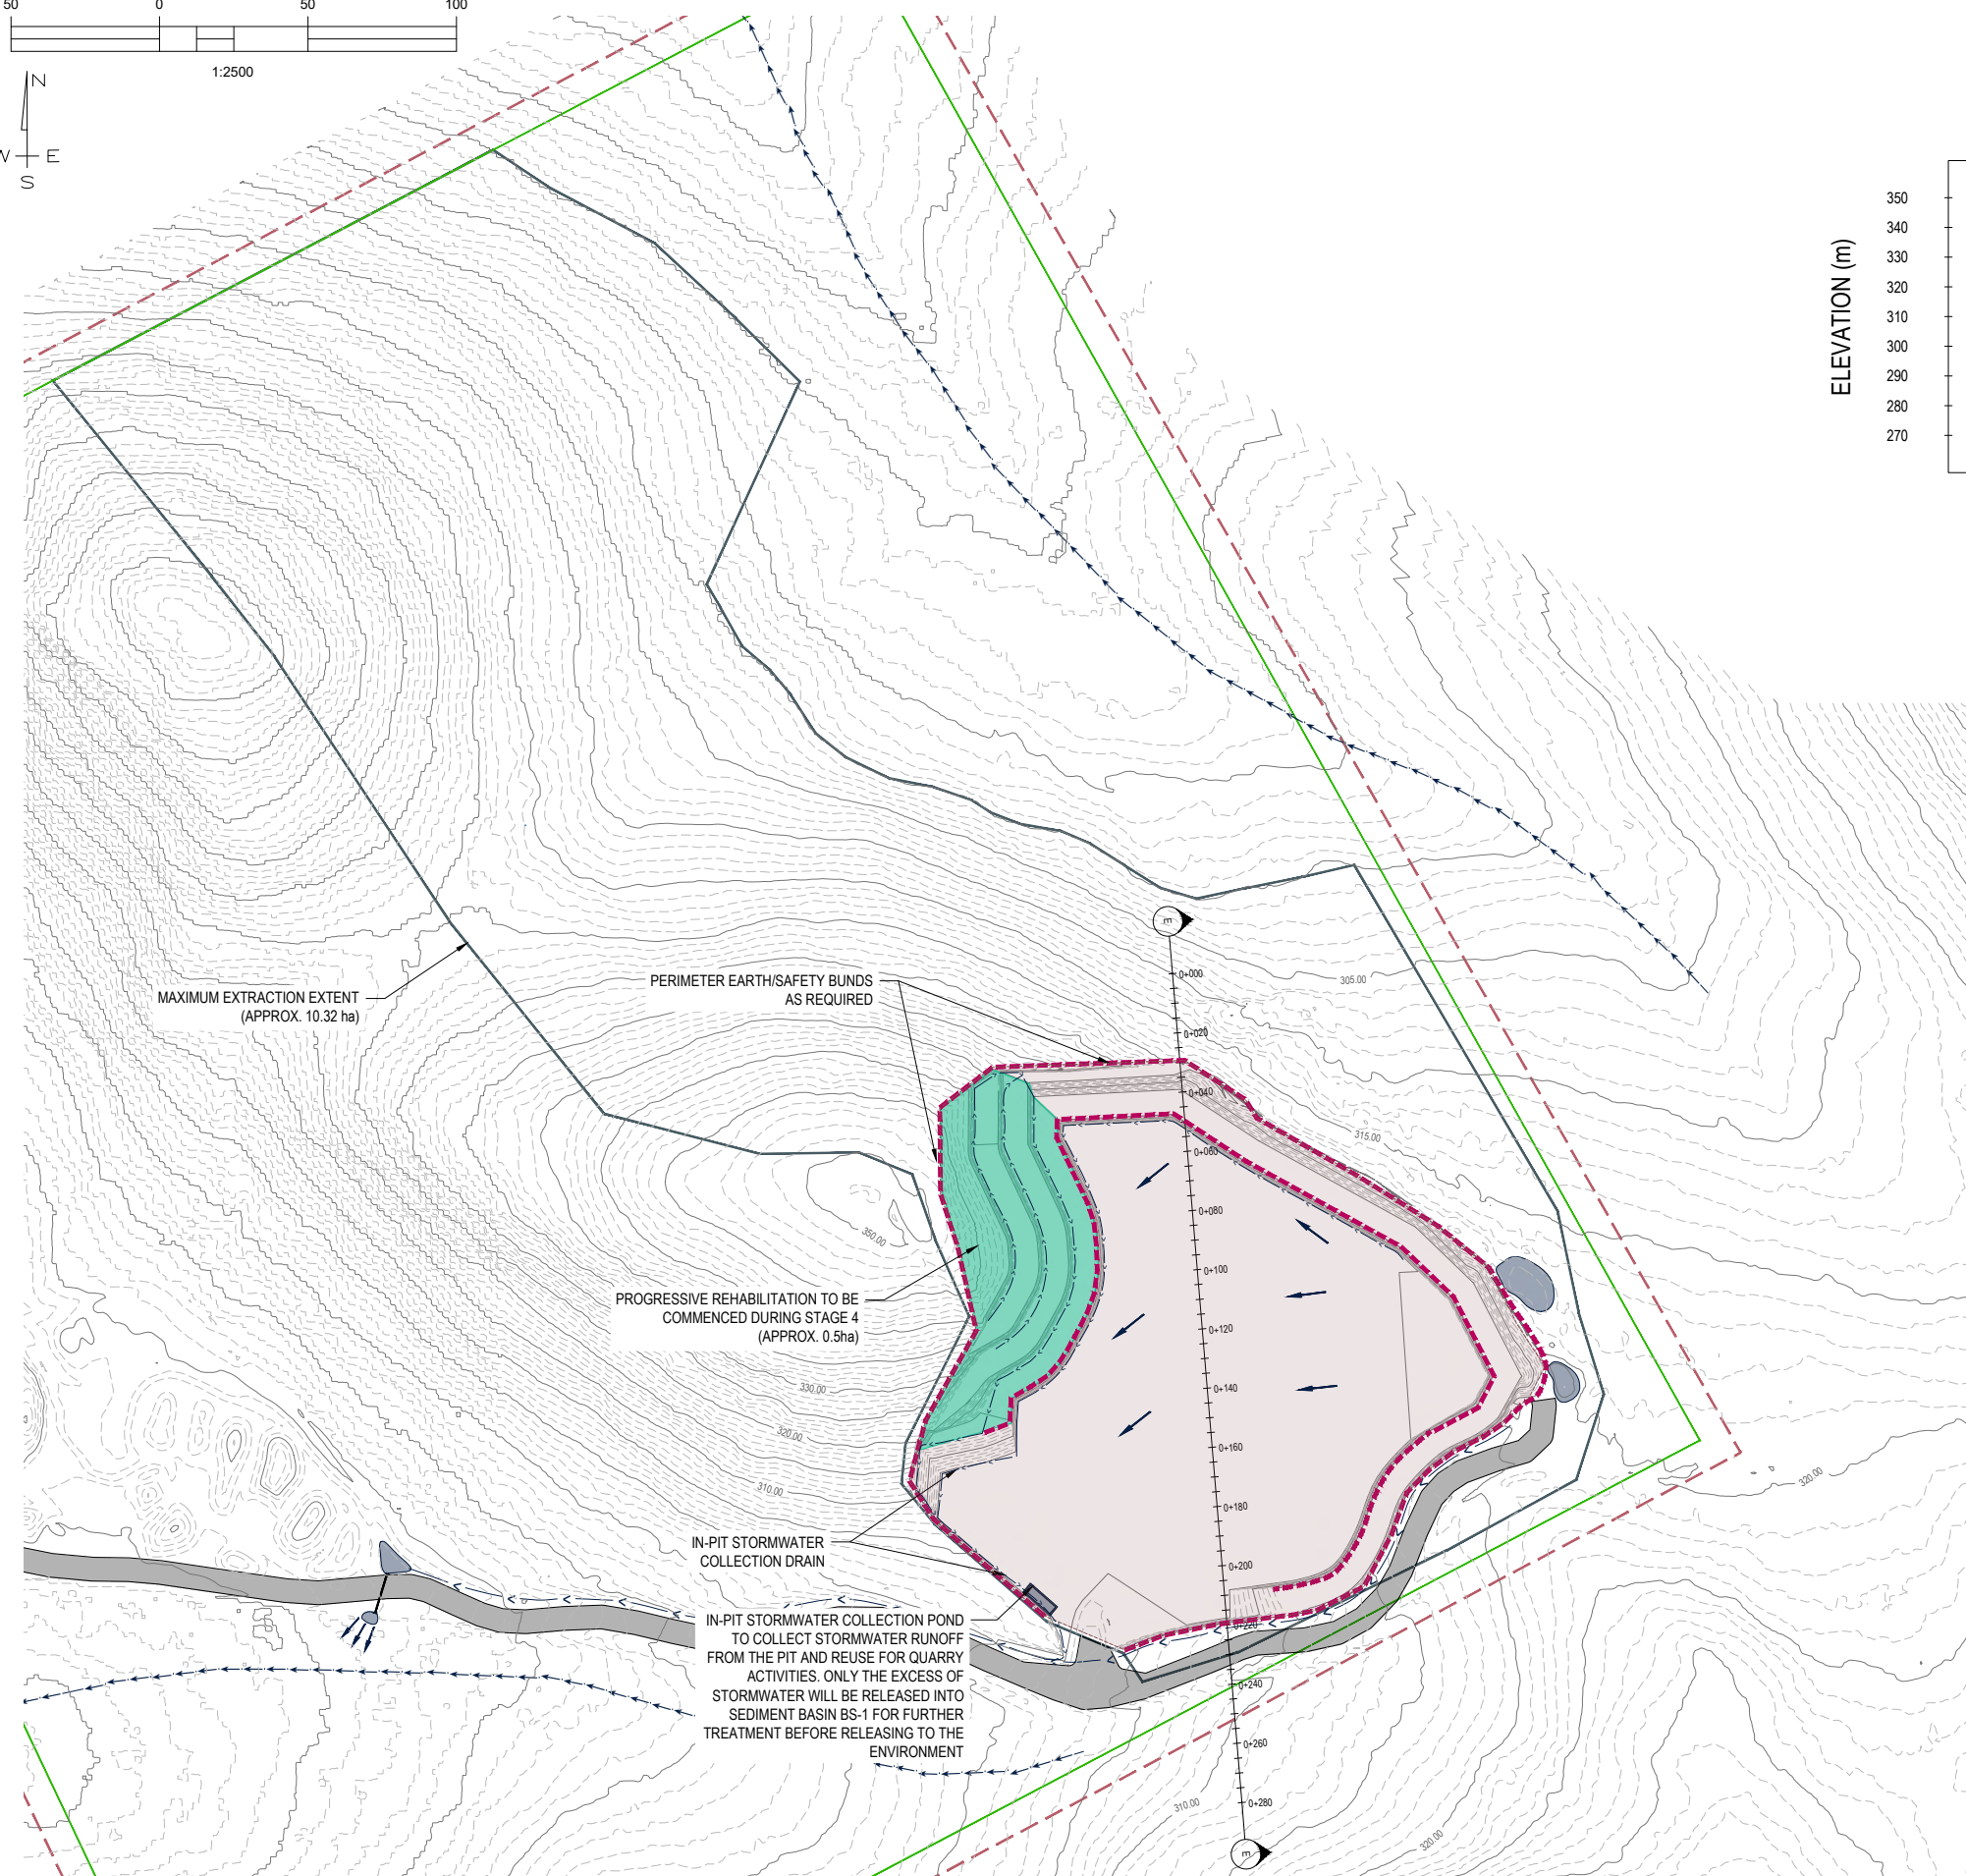 50 0 50 100
1:2500
N
W E
S
ELEVATION (m)
350
340
330
320
310
300
290
280
270
MAXIMUM EXTRACTION EXTENT
(APPROX. 10.32 ha)
PERIMETER EARTH/SAFETY BUNDS
AS REQUIRED
E
0+000
305.00
0+020
0+040
315.00
0+060
0+080
350.00
0+100
PROGRESSIVE REHABILITATION TO BE
COMMENCED DURING STAGE 4
(APPROX. 0.5ha)
0+120
330.00
0+140
320.00
0+160
320.00
310.00
0+180
IN-PIT STORMWATER
COLLECTION DRAIN
0+200
IN-PIT STORMWATER COLLECTION POND
TO COLLECT STORMWATER RUNOFF
FROM THE PIT AND REUSE FOR QUARRY
ACTIVITIES. ONLY THE EXCESS OF
STORMWATER WILL BE RELEASED INTO
SEDIMENT BASIN BS-1 FOR FURTHER
TREATMENT BEFORE RELEASING TO THE
ENVIRONMENT
0+220
0+240
0+260
0+280
310.00
320.00
E